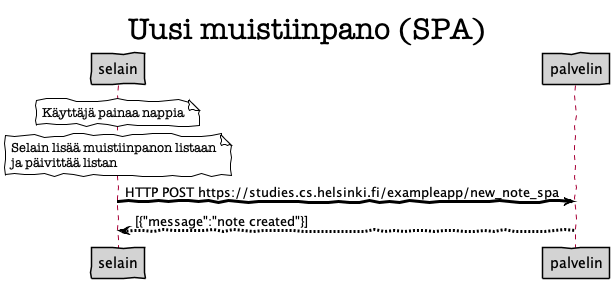 Uusi muistiinpano (SPA)
selain
palvelin
Käyttäjä painaa nappia
Selain lisää muistiinpanon listaan
ja päivittää listan
HTTP POST https://studies.cs.helsinki.fi/exampleapp/new_note_spa
[{"message":"note created"}]
selain
palvelin